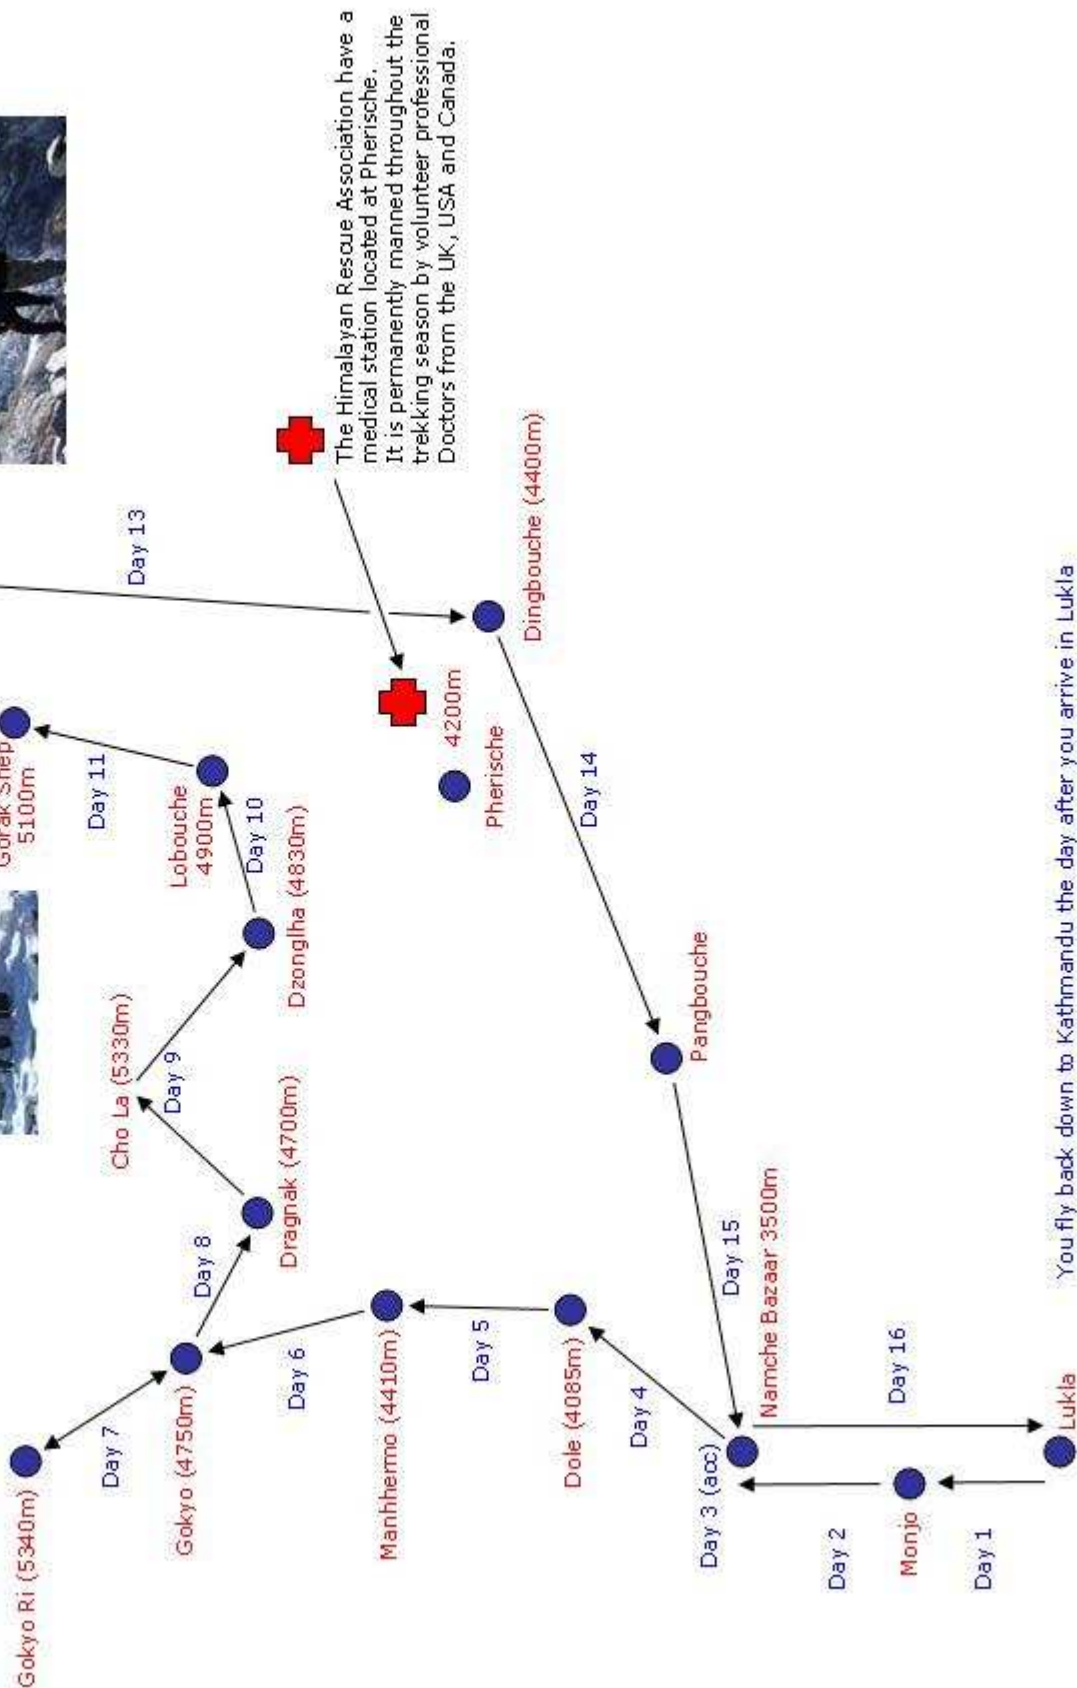 Gorak Shep
5100m
Gokyo Ri (5340m)
Day 11
Day 7
Cho La (5330m)
Day 13
Day 9
Lobouche
4900m
Gokyo (4750m)
Day 8
Day 10
Dragnak (4700m)
Dzonglha (4830m)
Day 6
The Himalayan Rescue Association have a
medical station located at Pherische.
It is permanently manned throughout the
trekking season by volunteer professional
Doctors from the UK, USA and Canada.
Manhhermo (4410m)
4200m
Pherische
Day 5
Dingbouche (4400m)
Dole (4085m)
Day 14
Day 4
Pangbouche
Day 3 (acc)
Day 15
Namche Bazaar 3500m
Day 2
Day 16
Monjo
Day 1
Lukla
You fly back down to Kathmandu the day after you arrive in Lukla